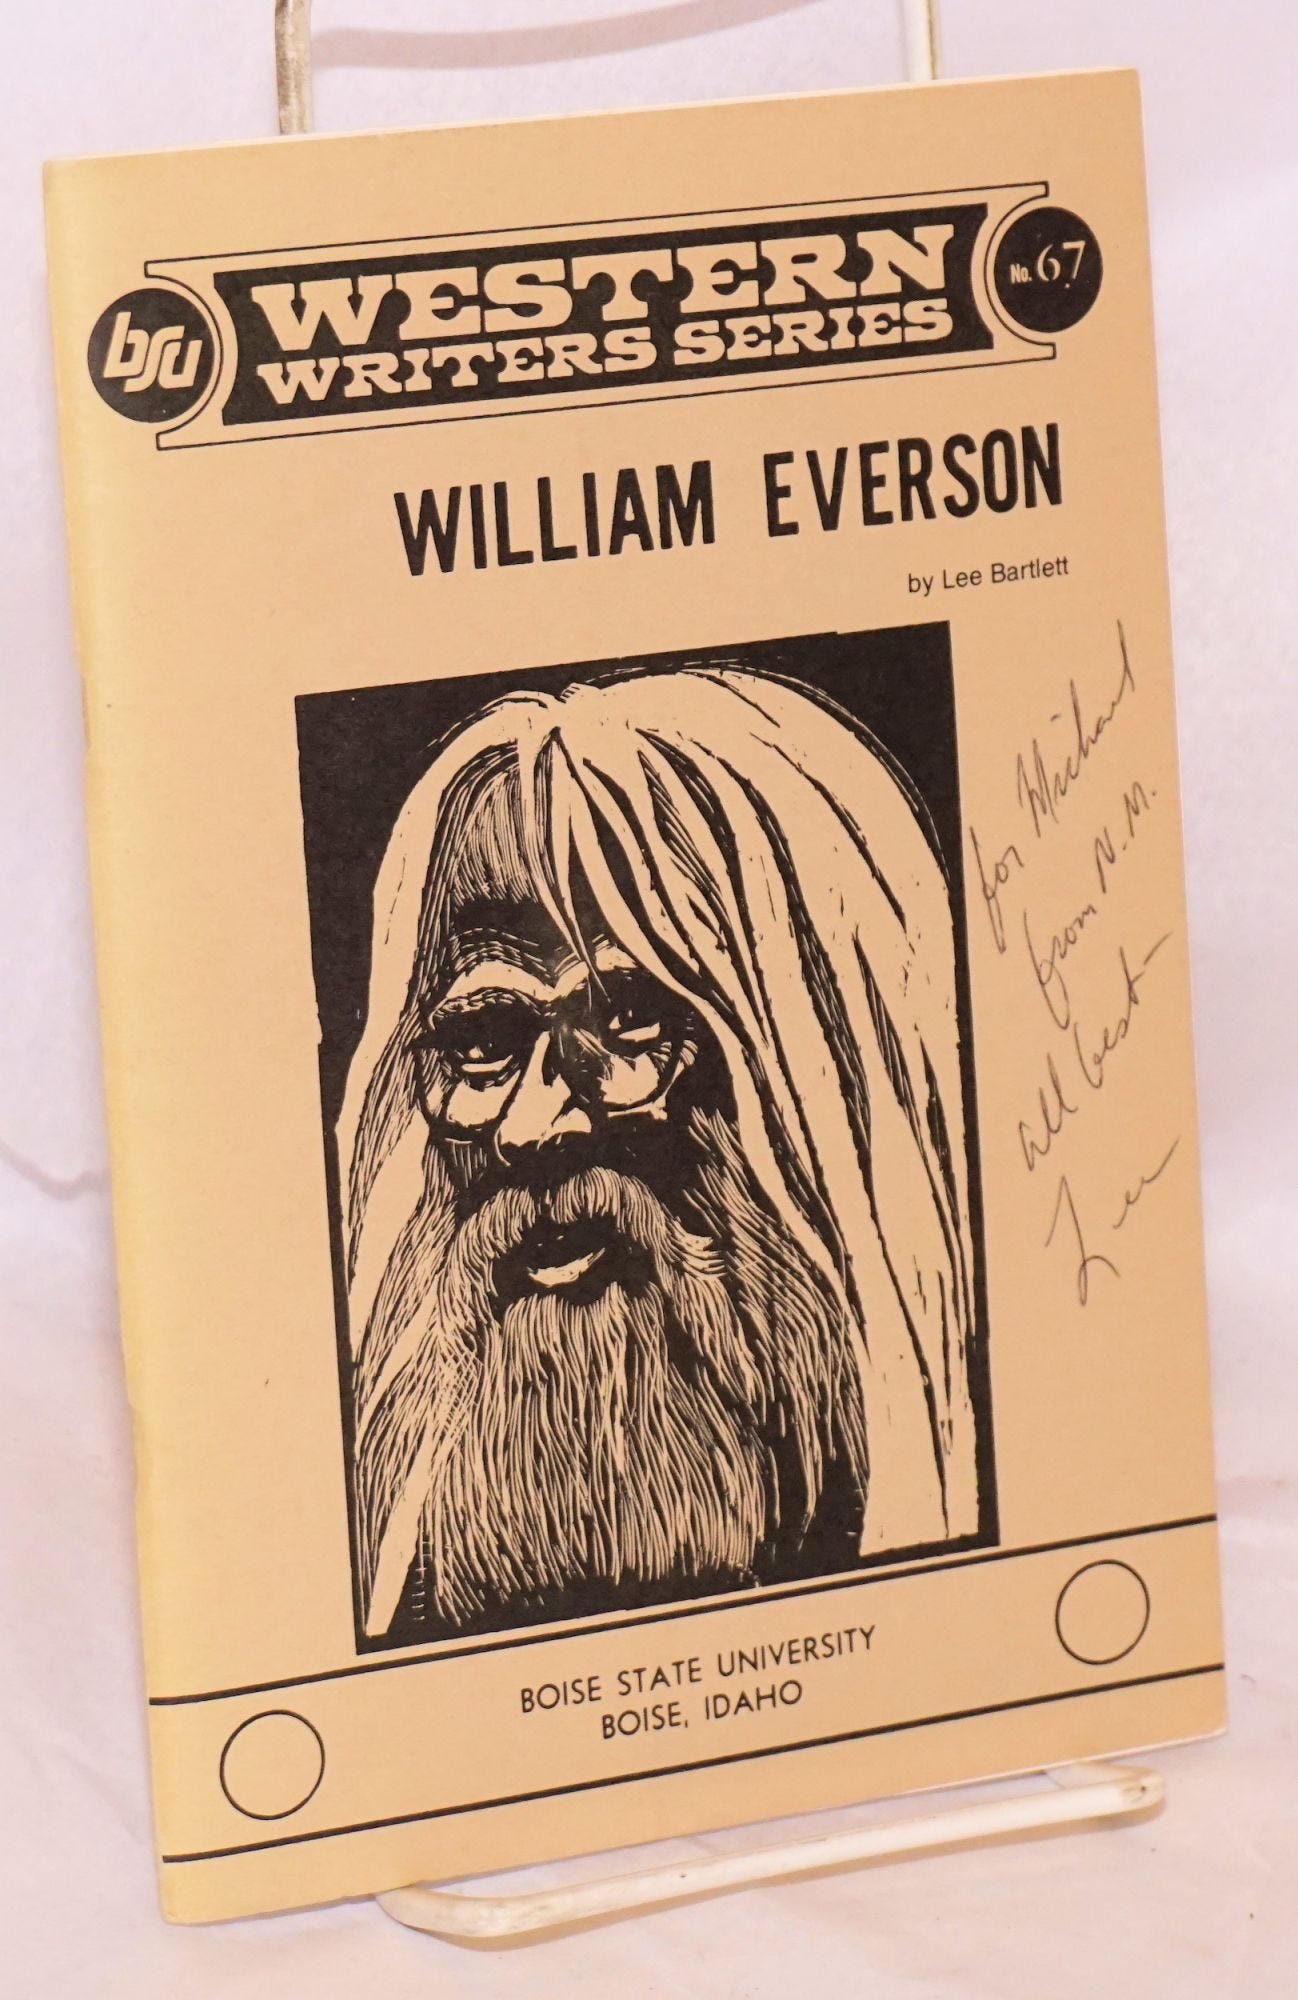 bsu
WESTERN
WRITERS SERIES
No. 67
WILLIAM EVERSON
by Lee Bartlett
for Michael
from N.M.
all best—
Lee
BOISE STATE UNIVERSITY
BOISE, IDAHO